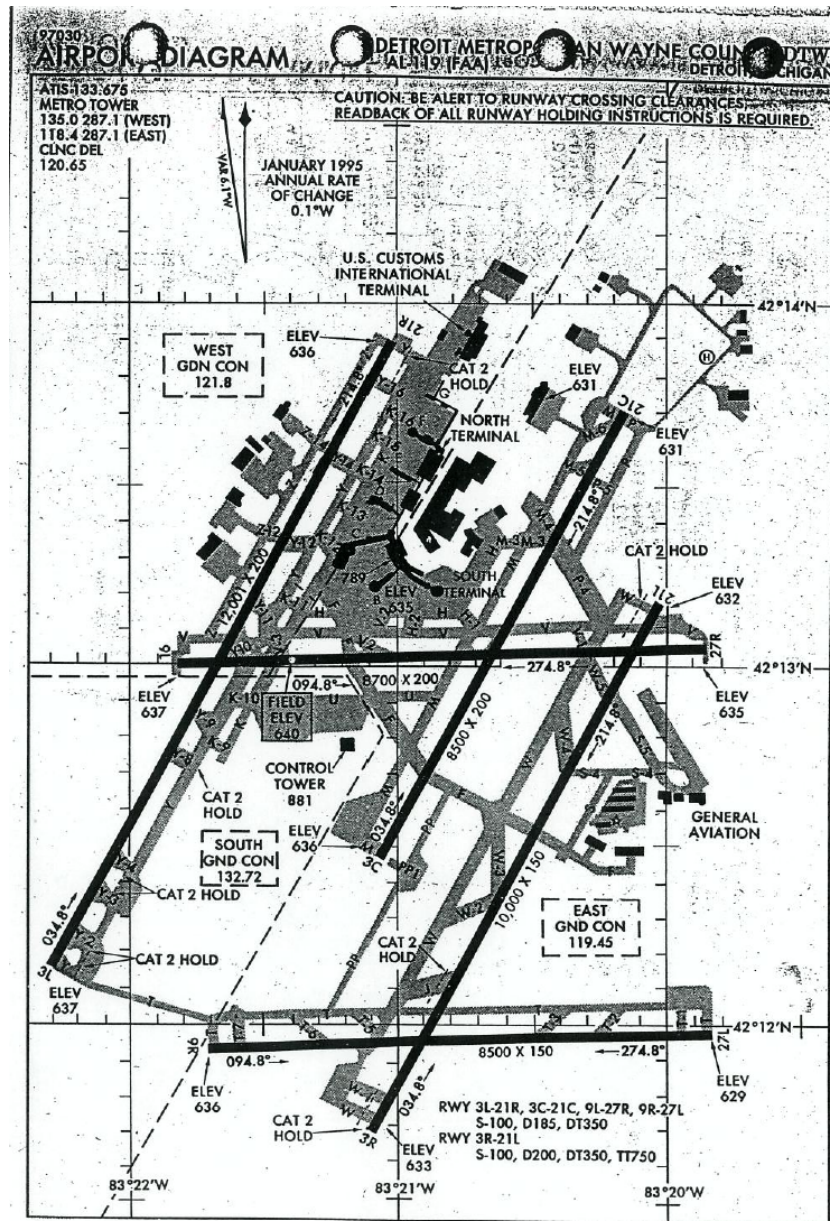 (97030)
AIRPOR DIAGRAM
DETROIT METROP AN WAYNE COUN DTW
AL-119 (FAA)
DETROIT
ATIS 133.675
METRO TOWER
135.0 287.1 (WEST)
118.4 287.1 (EAST)
CLNC DEL
120.65
CAUTION: BE ALERT TO RUNWAY CROSSING CLEARANCES.
READBACK OF ALL RUNWAY HOLDING INSTRUCTIONS IS REQUIRED.
VAR 6.1°W
JANUARY 1995
ANNUAL RATE
OF CHANGE
0.1°W
U.S. CUSTOMS
INTERNATIONAL
TERMINAL
42°14'N
WEST
GDN CON
121.8
ELEV
636
21R
CAT 2
HOLD
ELEV
631
21C
ELEV
631
NORTH
TERMINAL
214.8°
12,001 X 200
214.8°
CAT 2 HOLD
21L
ELEV
632
789
ELEV
635
SOUTH
TERMINAL
27R
42°13'N
ELEV
637
094.8°
8700 X 200
274.8°
ELEV
635
FIELD
ELEV
640
8500 X 200
214.8°
CONTROL
TOWER
881
CAT 2
HOLD
SOUTH
GND CON
132.72
ELEV
636
034.8°
3C
GENERAL
AVIATION
CAT 2 HOLD
10,000 X 150
EAST
GND CON
119.45
034.8°
CAT 2 HOLD
CAT 2
HOLD
3L
ELEV
637
9R
42°12'N
094.8°
8500 X 150
274.8°
27L
ELEV
636
ELEV
629
034.8°
CAT 2
HOLD
3R
ELEV
633
RWY 3L-21R, 3C-21C, 9L-27R, 9R-27L
S-100, D185, DT350
RWY 3R-21L
S-100, D200, DT350, TT750
83°22'W
83°21'W
83°20'W